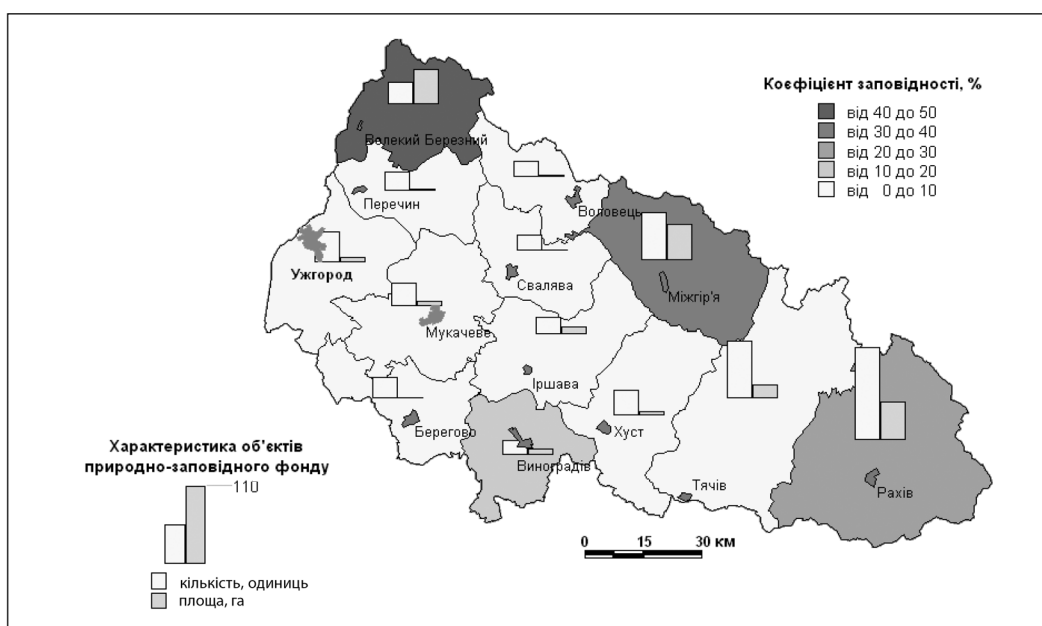 Коєфіцієнт заповідності, %
від 40 до 50
від 30 до 40
від 20 до 30
від 10 до 20
від 0 до 10
Волекий Березний
Перечин
Воловець
Ужгород
Свалява
Міжгір'я
Мукачеве
Іршава
Берегово
Виноградів
Хуст
Тячів
Рахів
0 15 30 км
Характеристика об'єктів
природно-заповідного фонду
110
кількість, одиниць
площа, га